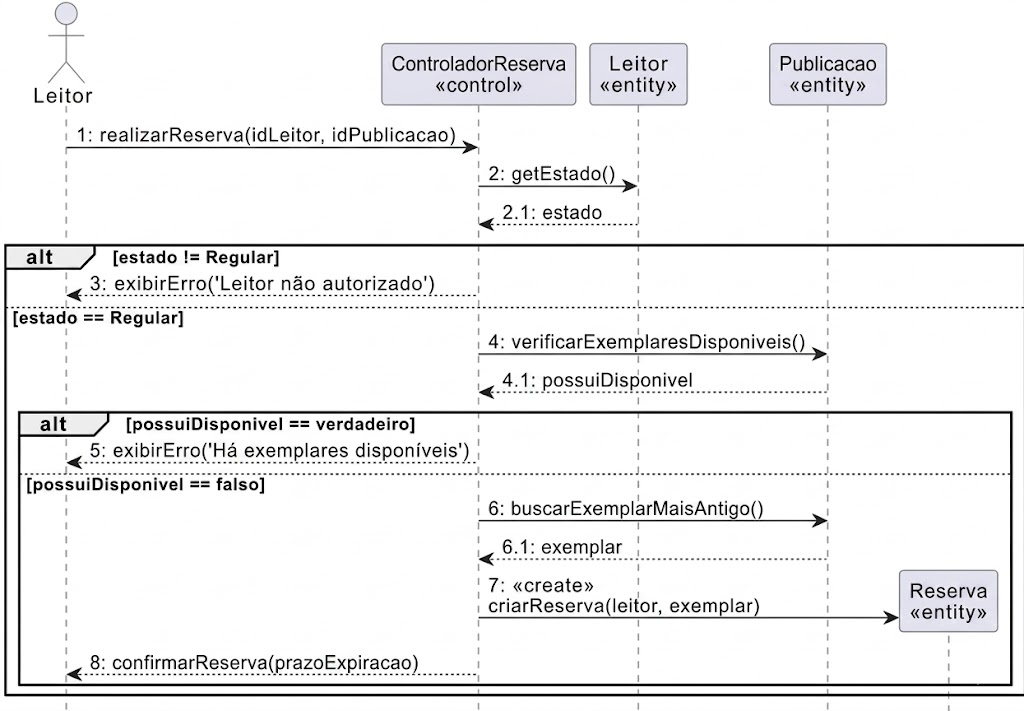 Leitor
ControladorReserva
«control»
Leitor
«entity»
Publicacao
«entity»
1: realizarReserva(idLeitor, idPublicacao)
2: getEstado()
2.1: estado
alt [estado != Regular]
3: exibirErro('Leitor não autorizado')
[estado == Regular]
4: verificarExemplaresDisponiveis()
4.1: possuiDisponivel
alt [possuiDisponivel == verdadeiro]
5: exibirErro('Há exemplares disponíveis')
[possuiDisponivel == falso]
6: buscarExemplarMaisAntigo()
6.1: exemplar
7: «create»
criarReserva(leitor, exemplar)
Reserva
«entity»
8: confirmarReserva(prazoExpiracao)